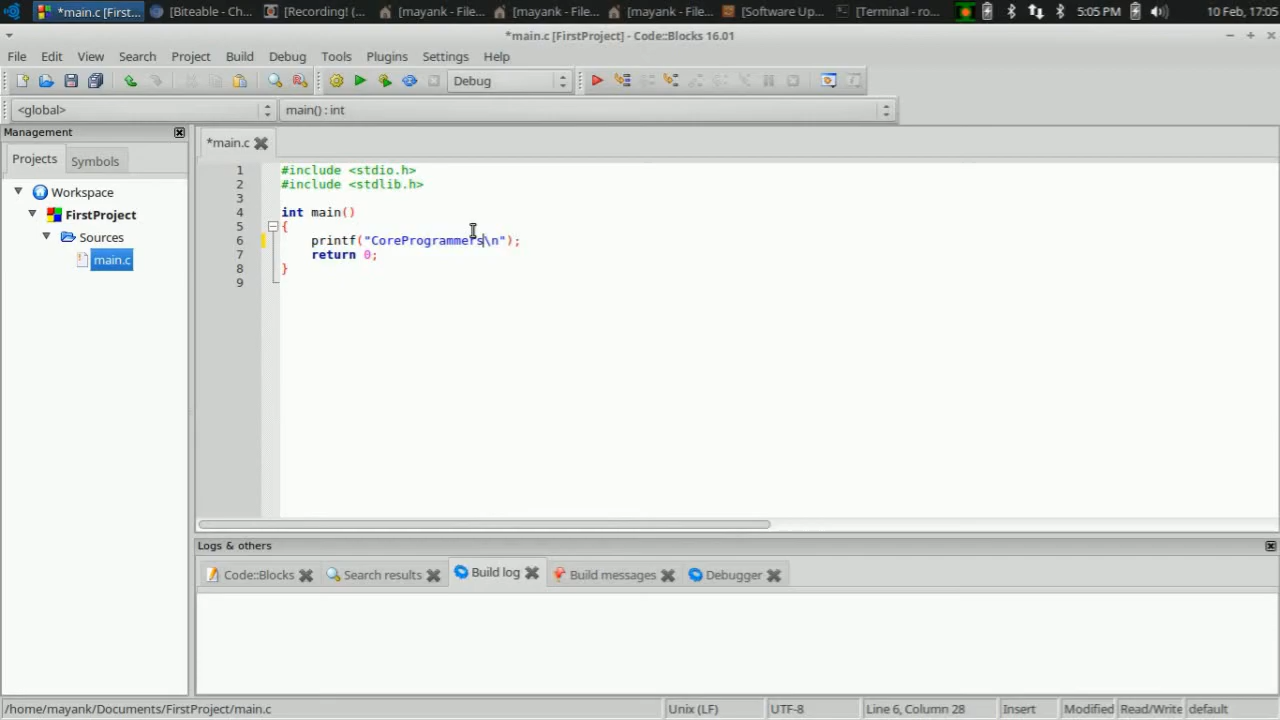 *main.c [First...
[Biteable - Ch...
[Recording! (...
[mayank - File...
[mayank - File...
[mayank - File...
[Software Up...
[Terminal - ro...
5:05 PM
10 Feb, 17:05
*main.c [FirstProject] - Code::Blocks 16.01
File Edit View Search Project Build Debug Tools Plugins Settings Help
Debug
<global>
main() : int
Management
Projects
Symbols
Workspace
FirstProject
Sources
main.c
*main.c
1 #include <stdio.h>
2 #include <stdlib.h>
3
4 int main()
5 {
6 printf("CoreProgrammers\n");
7 return 0;
8 }
9
Logs & others
Code::Blocks
Search results
Build log
Build messages
Debugger
/home/mayank/Documents/FirstProject/main.c
Unix (LF)
UTF-8
Line 6, Column 28
Insert
Modified
Read/Write
default